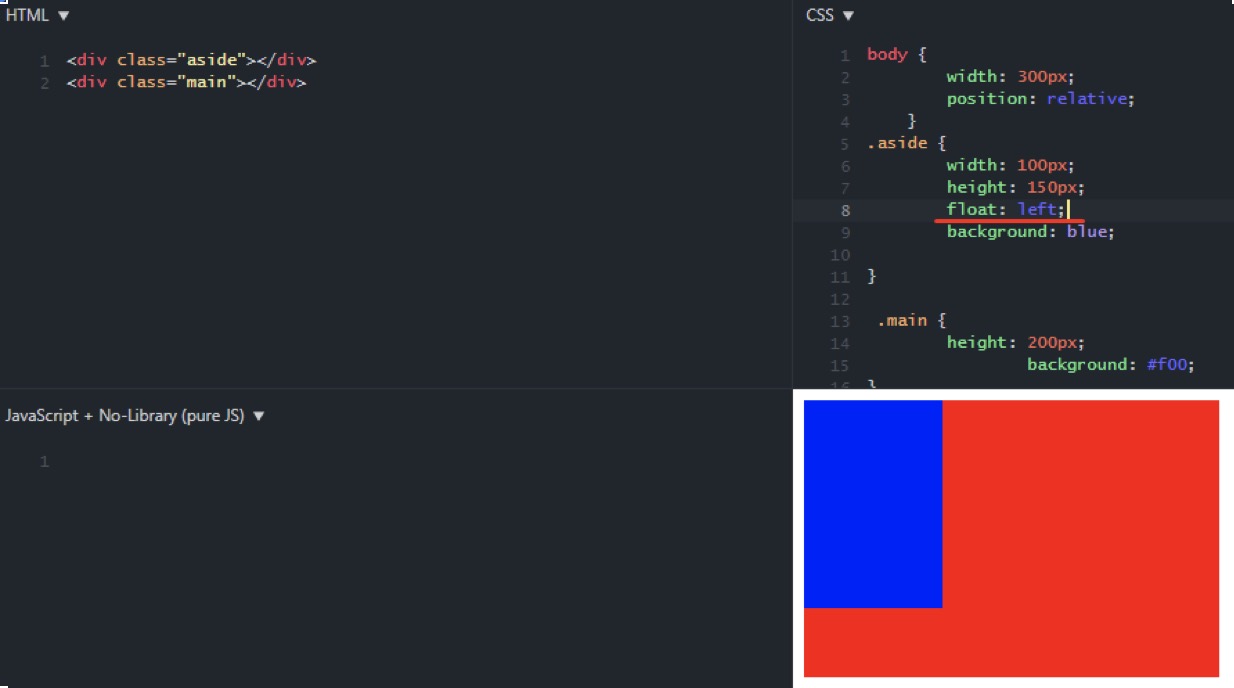 HTML ▼
1 <div class="aside"></div>
2 <div class="main"></div>
CSS ▼
1 body {
2 width: 300px;
3 position: relative;
4 }
5 .aside {
6 width: 100px;
7 height: 150px;
8 float: left;
9 background: blue;
10
11 }
12
13 .main {
14 height: 200px;
15 background: #f00;
16 }
JavaScript + No-Library (pure JS) ▼
1